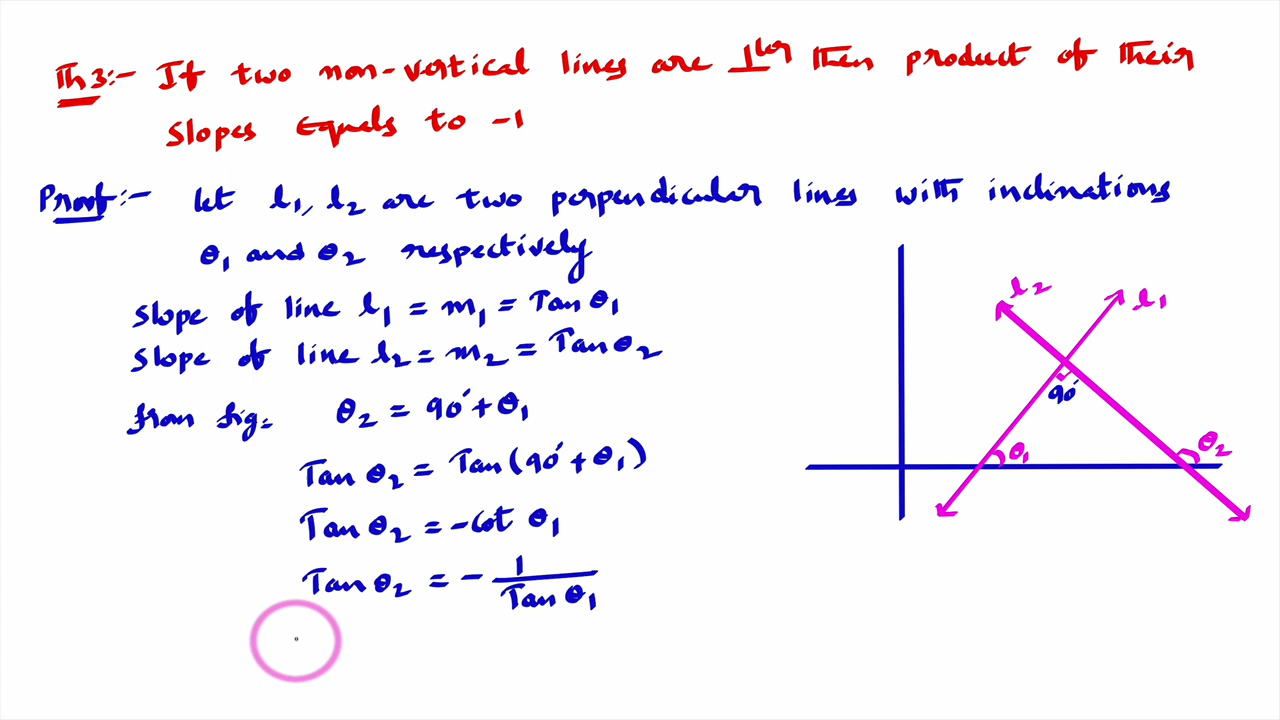 Th 3:- If two non-vertical lines are ⊥lar then product of their
Slopes Equals to -1
Proof:- Let l₁, l₂ are two perpendicular lines with inclinations
θ₁ and θ₂ respectively
Slope of line l₁ = m₁ = Tan θ₁
Slope of line l₂ = m₂ = Tan θ₂
from fig: θ₂ = 90° + θ₁
Tan θ₂ = Tan (90° + θ₁)
Tan θ₂ = -Cot θ₁
Tan θ₂ = - 1/Tan θ₁
l₂
l₁
90°
θ₁
θ₂